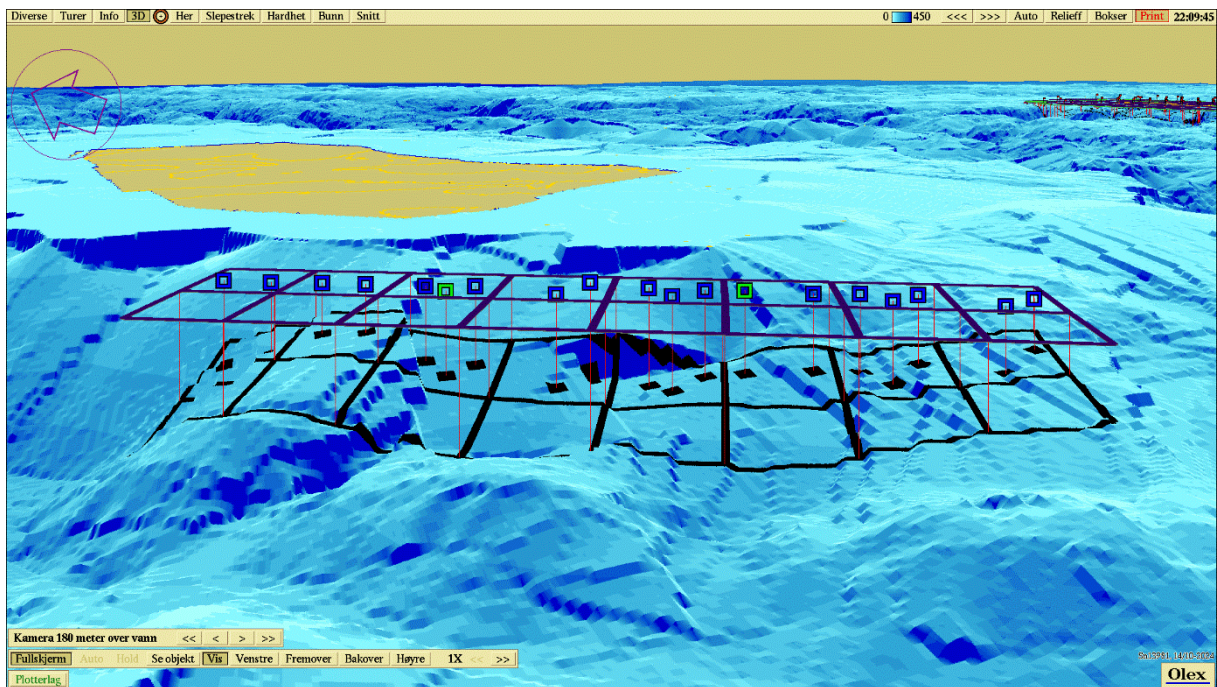 Diverse Turer Info 3D Her Slepestrek Hardhet Bunn Snitt 0 450 <<< >>> Auto Relieff Bokser Print 22:09:45
Kamera 180 meter over vann << < > >>
Fullskjerm Auto Hold Se objekt Vis Venstre Fremover Bakover Høyre 1X << >>
Plotterlag
Olex